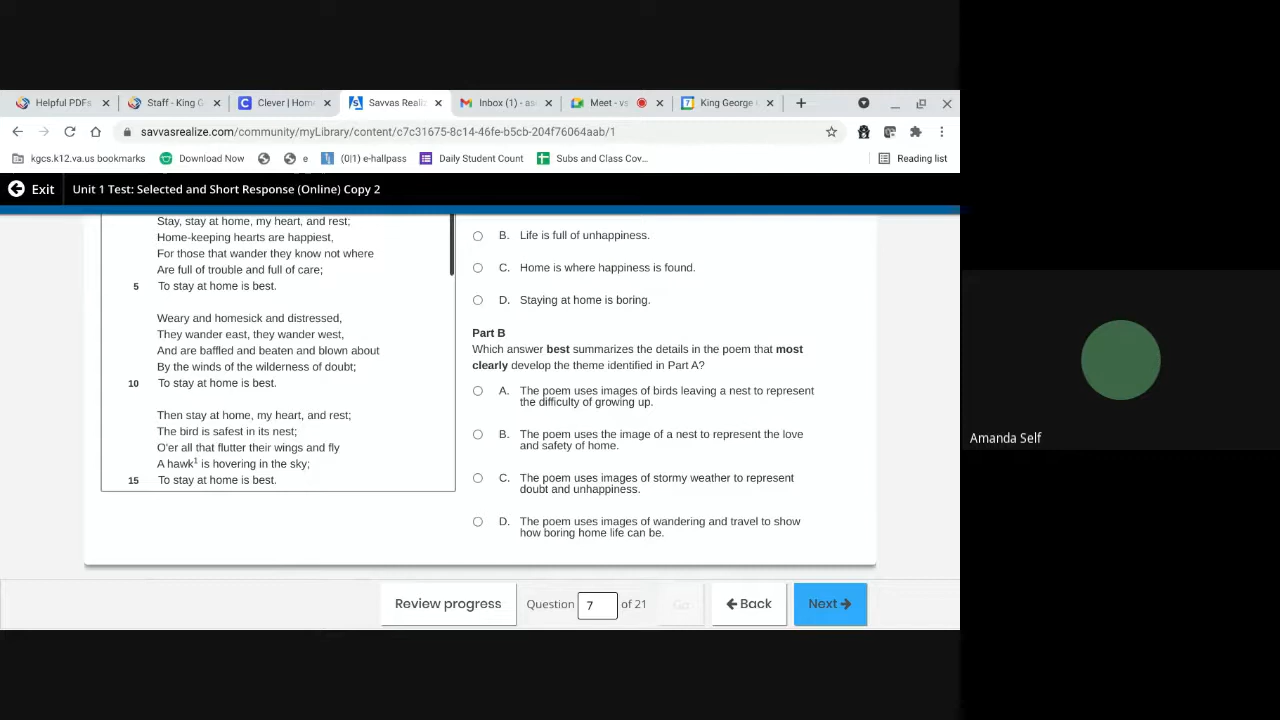 Helpful PDFs
Staff - King G
Clever | Hom
Savvas Realiz
Inbox (1) - as
Meet - vs
King George
savvasrealize.com/community/myLibrary/content/c7c31675-8c14-46fe-b5cb-204f76064aab/1
kgcs.k12.va.us bookmarks
Download Now
e
(0|1) e-hallpass
Daily Student Count
Subs and Class Cov...
Reading list
Exit
Unit 1 Test: Selected and Short Response (Online) Copy 2
Stay, stay at home, my heart, and rest;
Home-keeping hearts are happiest,
For those that wander they know not where
Are full of trouble and full of care;
5 To stay at home is best.
Weary and homesick and distressed,
They wander east, they wander west,
And are baffled and beaten and blown about
By the winds of the wilderness of doubt;
10 To stay at home is best.
Then stay at home, my heart, and rest;
The bird is safest in its nest;
O'er all that flutter their wings and fly
A hawk1 is hovering in the sky;
15 To stay at home is best.
B. Life is full of unhappiness.
C. Home is where happiness is found.
D. Staying at home is boring.
Part B
Which answer best summarizes the details in the poem that most
clearly develop the theme identified in Part A?
A. The poem uses images of birds leaving a nest to represent
the difficulty of growing up.
B. The poem uses the image of a nest to represent the love
and safety of home.
C. The poem uses images of stormy weather to represent
doubt and unhappiness.
D. The poem uses images of wandering and travel to show
how boring home life can be.
Review progress
Question 7 of 21
Go
Back
Next
Amanda Self